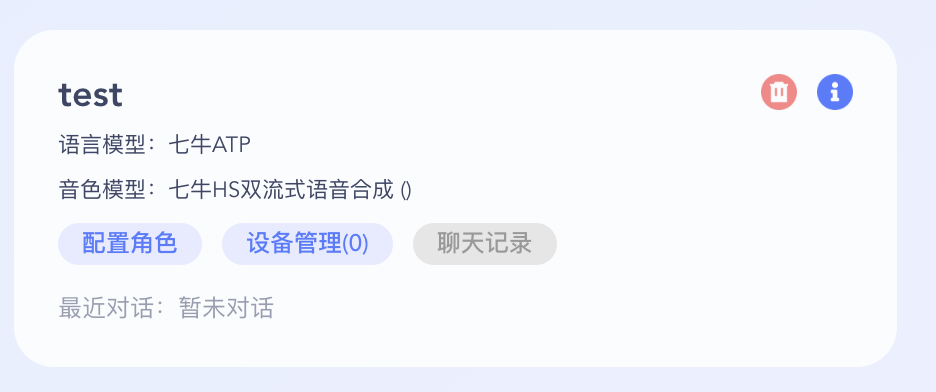 test
语言模型：七牛ATP
音色模型：七牛HS双流式语音合成 ()
配置角色 设备管理(0) 聊天记录
最近对话：暂未对话